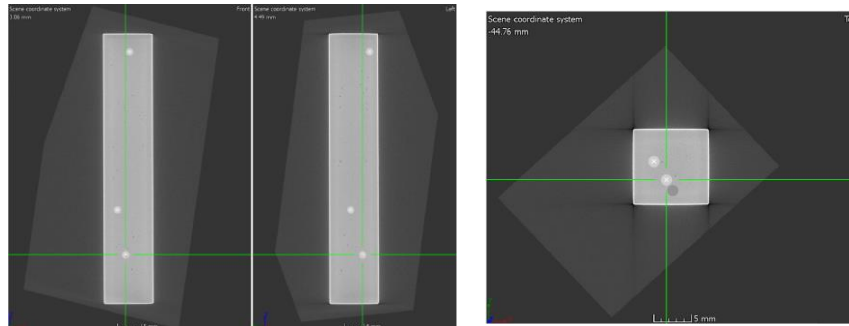 Scene coordinate system
Front
3.06 mm
Scene coordinate system
Left
4.49 mm
Scene coordinate system
-44.76 mm
5 mm